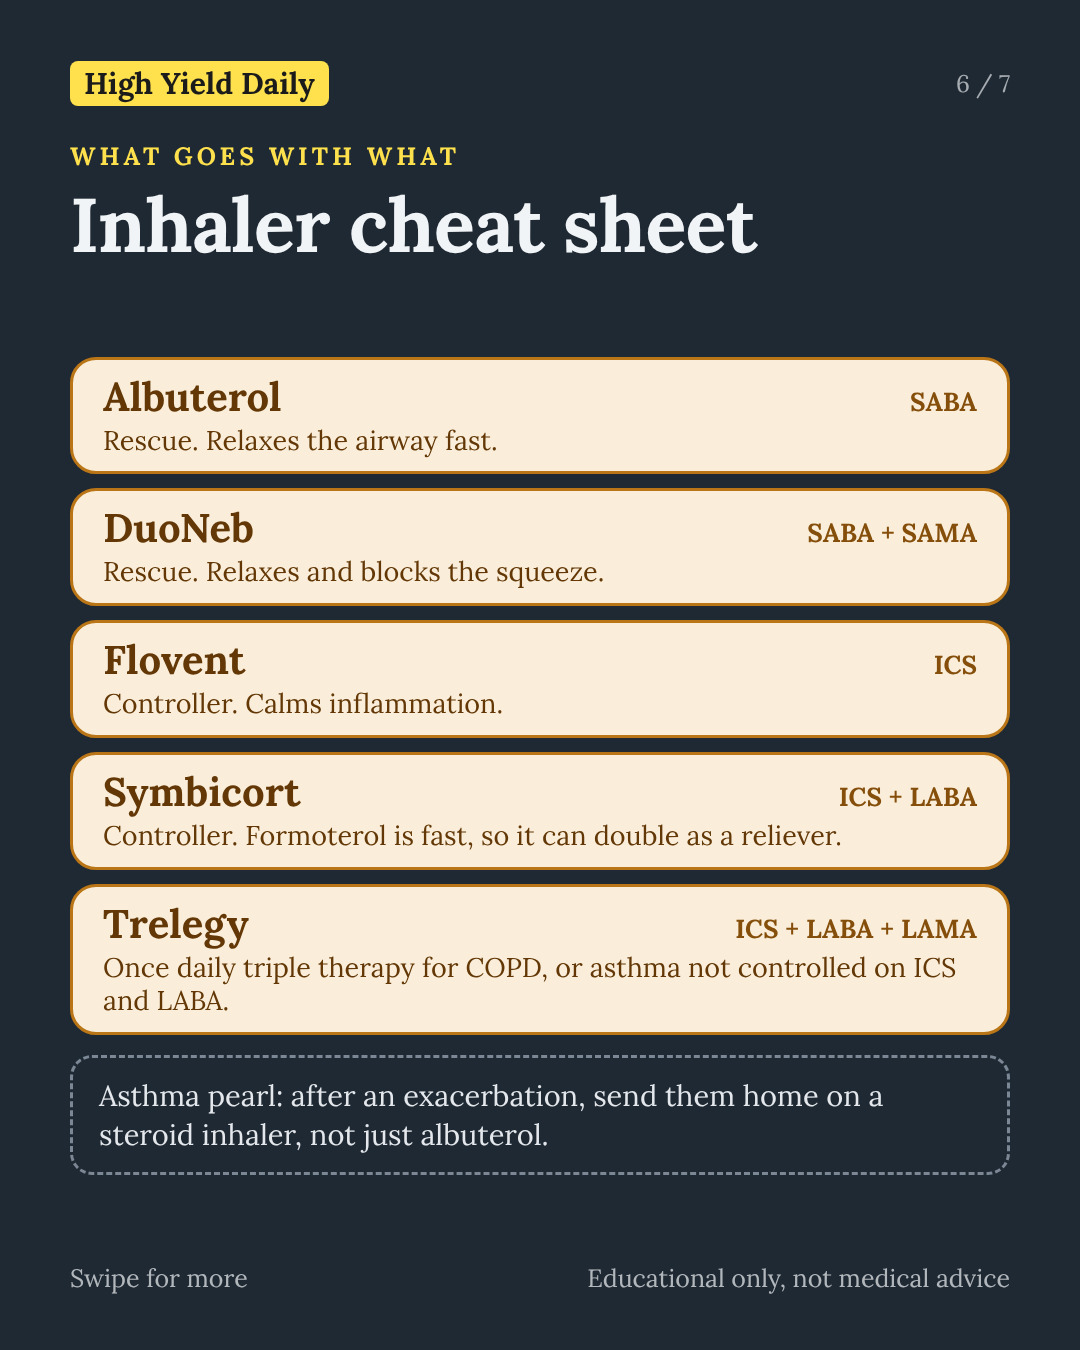 High Yield Daily
6 / 7
WHAT GOES WITH WHAT
Inhaler cheat sheet
Albuterol
SABA
Rescue. Relaxes the airway fast.
DuoNeb
SABA + SAMA
Rescue. Relaxes and blocks the squeeze.
Flovent
ICS
Controller. Calms inflammation.
Symbicort
ICS + LABA
Controller. Formoterol is fast, so it can double as a reliever.
Trelegy
ICS + LABA + LAMA
Once daily triple therapy for COPD, or asthma not controlled on ICS
and LABA.
Asthma pearl: after an exacerbation, send them home on a
steroid inhaler, not just albuterol.
Swipe for more
Educational only, not medical advice